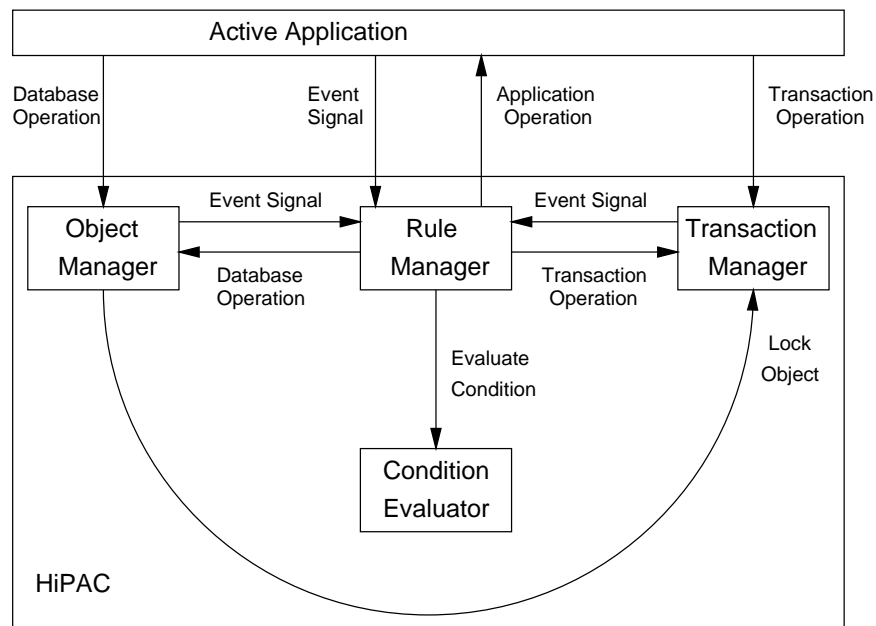 Active Application
Database
Operation
Event
Signal
Application
Operation
Transaction
Operation
Event Signal
Event Signal
Object
Manager
Rule
Manager
Transaction
Manager
Database
Operation
Transaction
Operation
Lock
Object
Evaluate
Condition
Condition
Evaluator
HiPAC